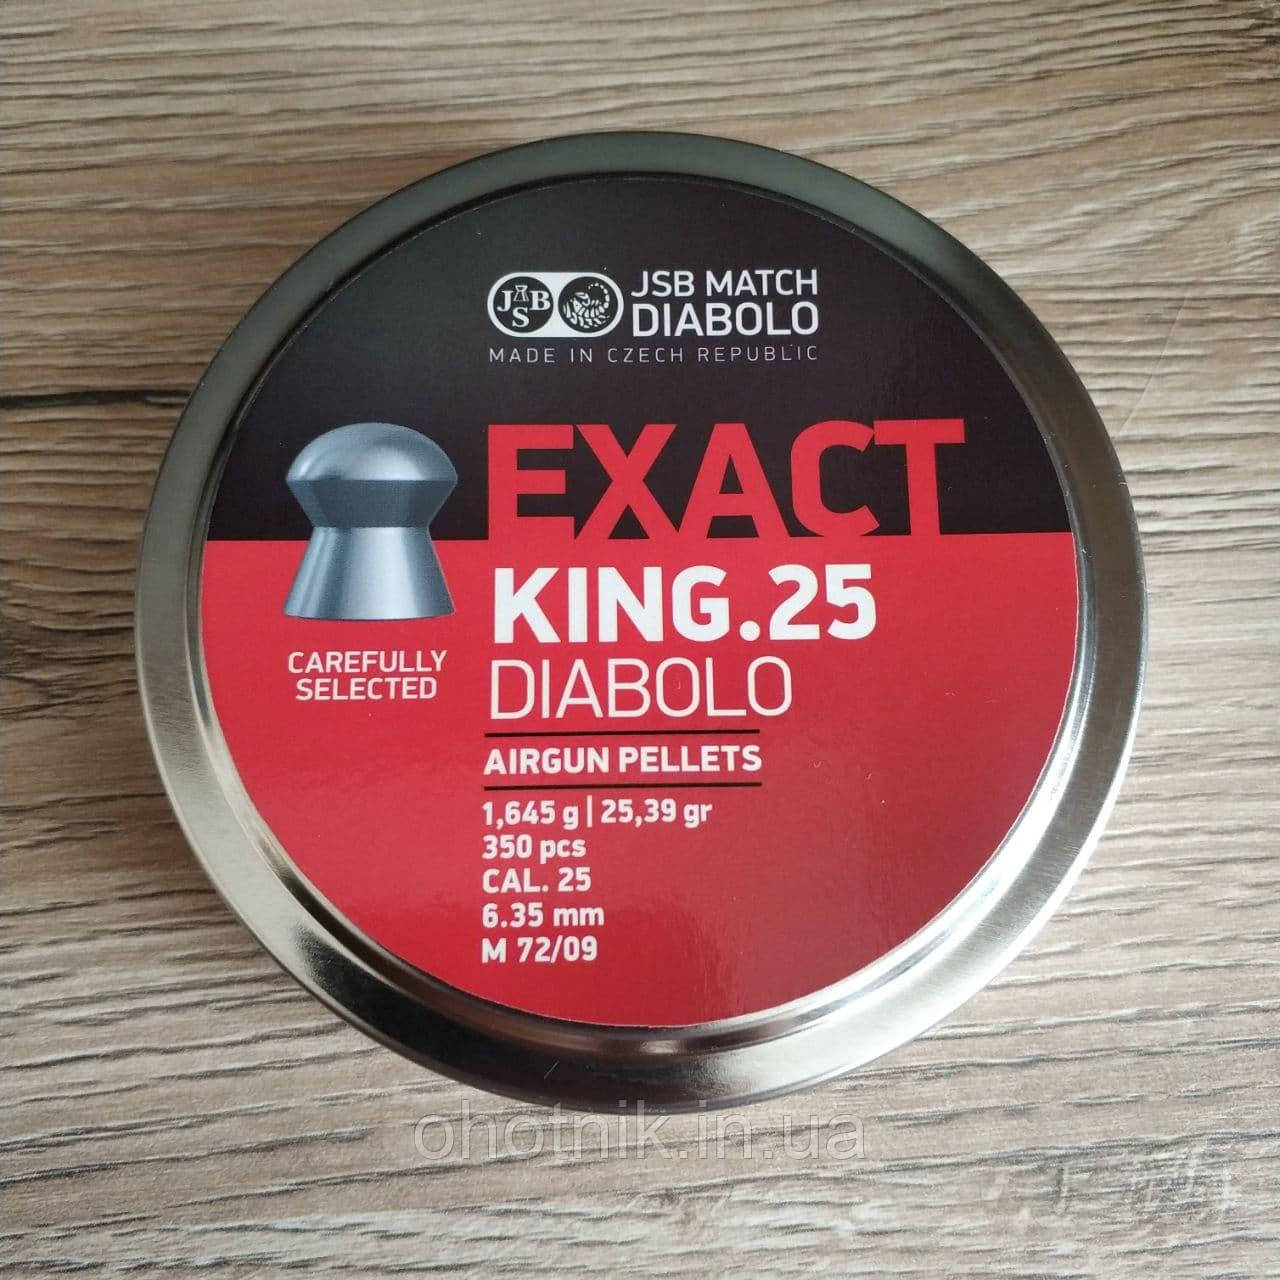 JSB
JSB MATCH
DIABOLO
MADE IN CZECH REPUBLIC
EXACT
KING.25
DIABOLO
CAREFULLY
SELECTED
AIRGUN PELLETS
1,645 g | 25,39 gr
350 pcs
CAL. 25
6.35 mm
M 72/09
ohotnik.in.ua